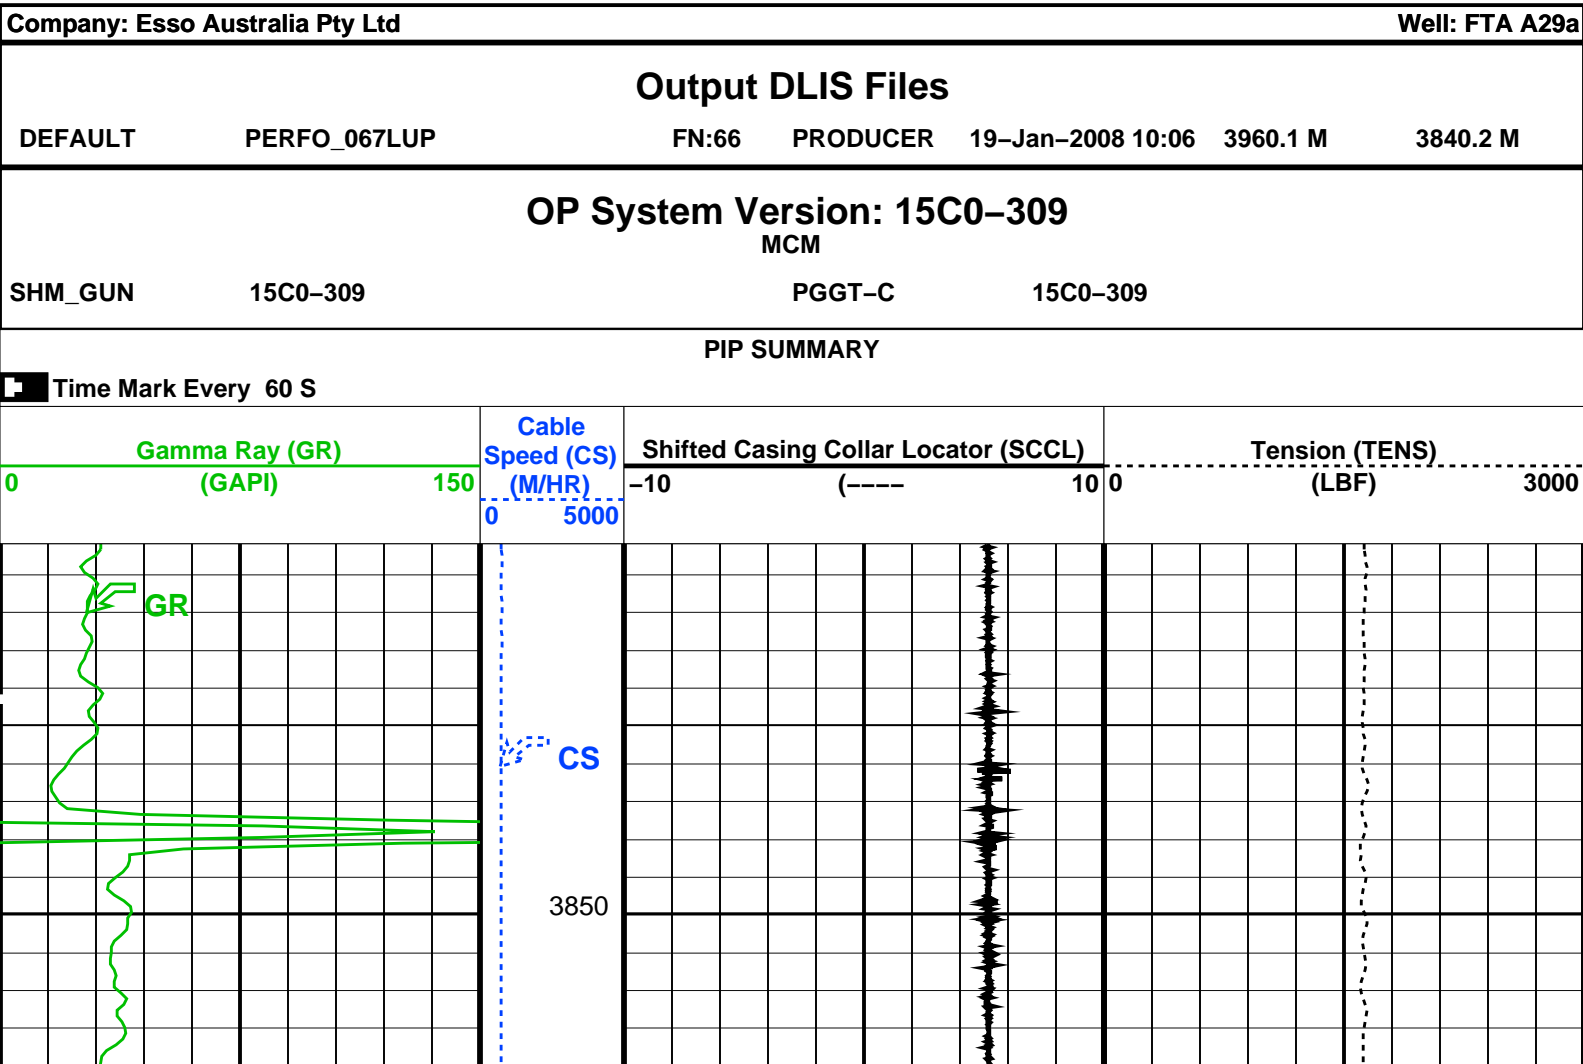 Company: Esso Australia Pty Ltd Well: FTA A29a
Output DLIS Files
DEFAULT PERFO_067LUP FN:66 PRODUCER 19–Jan–2008 10:06 3960.1 M 3840.2 M
OP System Version: 15C0–309
MCM
SHM_GUN 15C0–309 PGGT–C 15C0–309
PIP SUMMARY
Time Mark Every 60 S
Gamma Ray (GR)
(GAPI)
0 150
Cable
Speed (CS)
(M/HR)
0 5000
Shifted Casing Collar Locator (SCCL)
–10 (–––– 10
Tension (TENS)
0 (LBF) 3000
GR
CS
3850